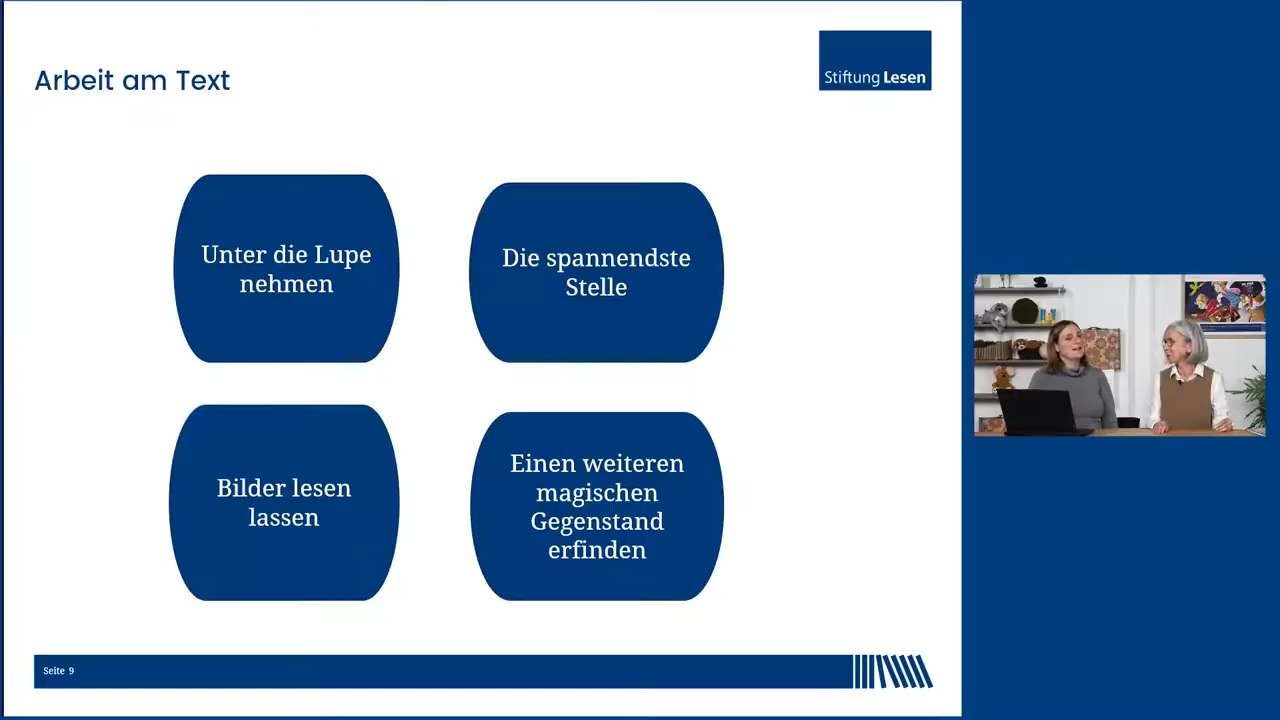 Arbeit am Text
Stiftung Lesen
Unter die Lupe
nehmen
Die spannendste
Stelle
Bilder lesen
lassen
Einen weiteren
magischen
Gegenstand
erfinden
Seite 9